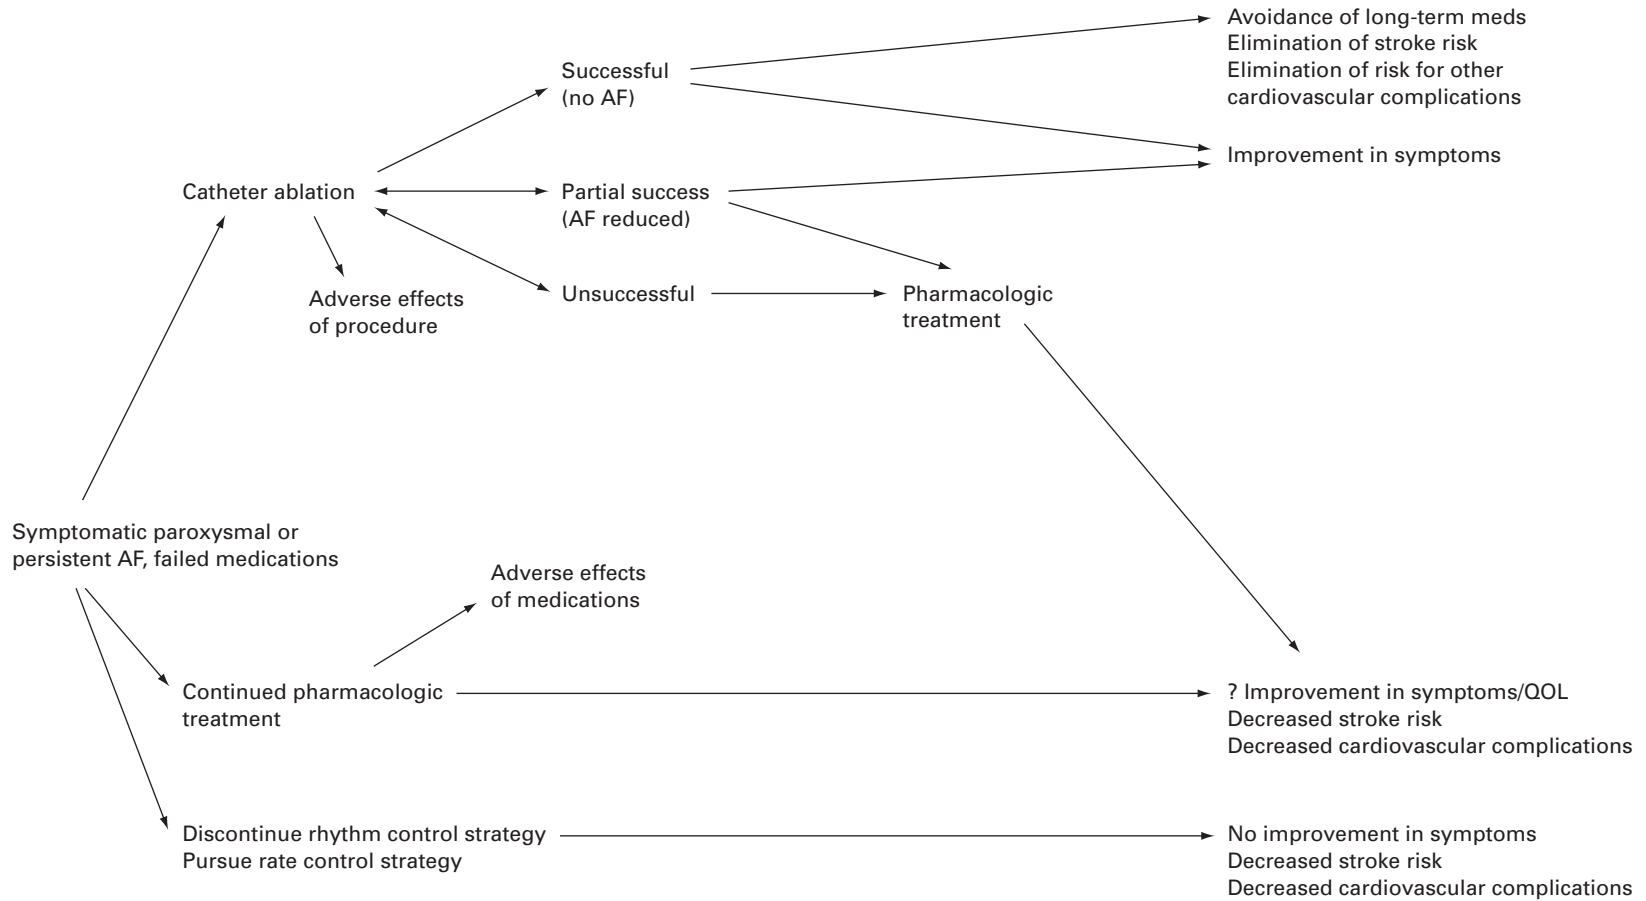 Avoidance of long-term meds
Elimination of stroke risk
Elimination of risk for other
cardiovascular complications
Successful
(no AF)
Improvement in symptoms
Catheter ablation
Partial success
(AF reduced)
Adverse effects
of procedure
Unsuccessful
Pharmacologic
treatment
Symptomatic paroxysmal or
persistent AF, failed medications
Adverse effects
of medications
Continued pharmacologic
treatment
? Improvement in symptoms/QOL
Decreased stroke risk
Decreased cardiovascular complications
Discontinue rhythm control strategy
Pursue rate control strategy
No improvement in symptoms
Decreased stroke risk
Decreased cardiovascular complications